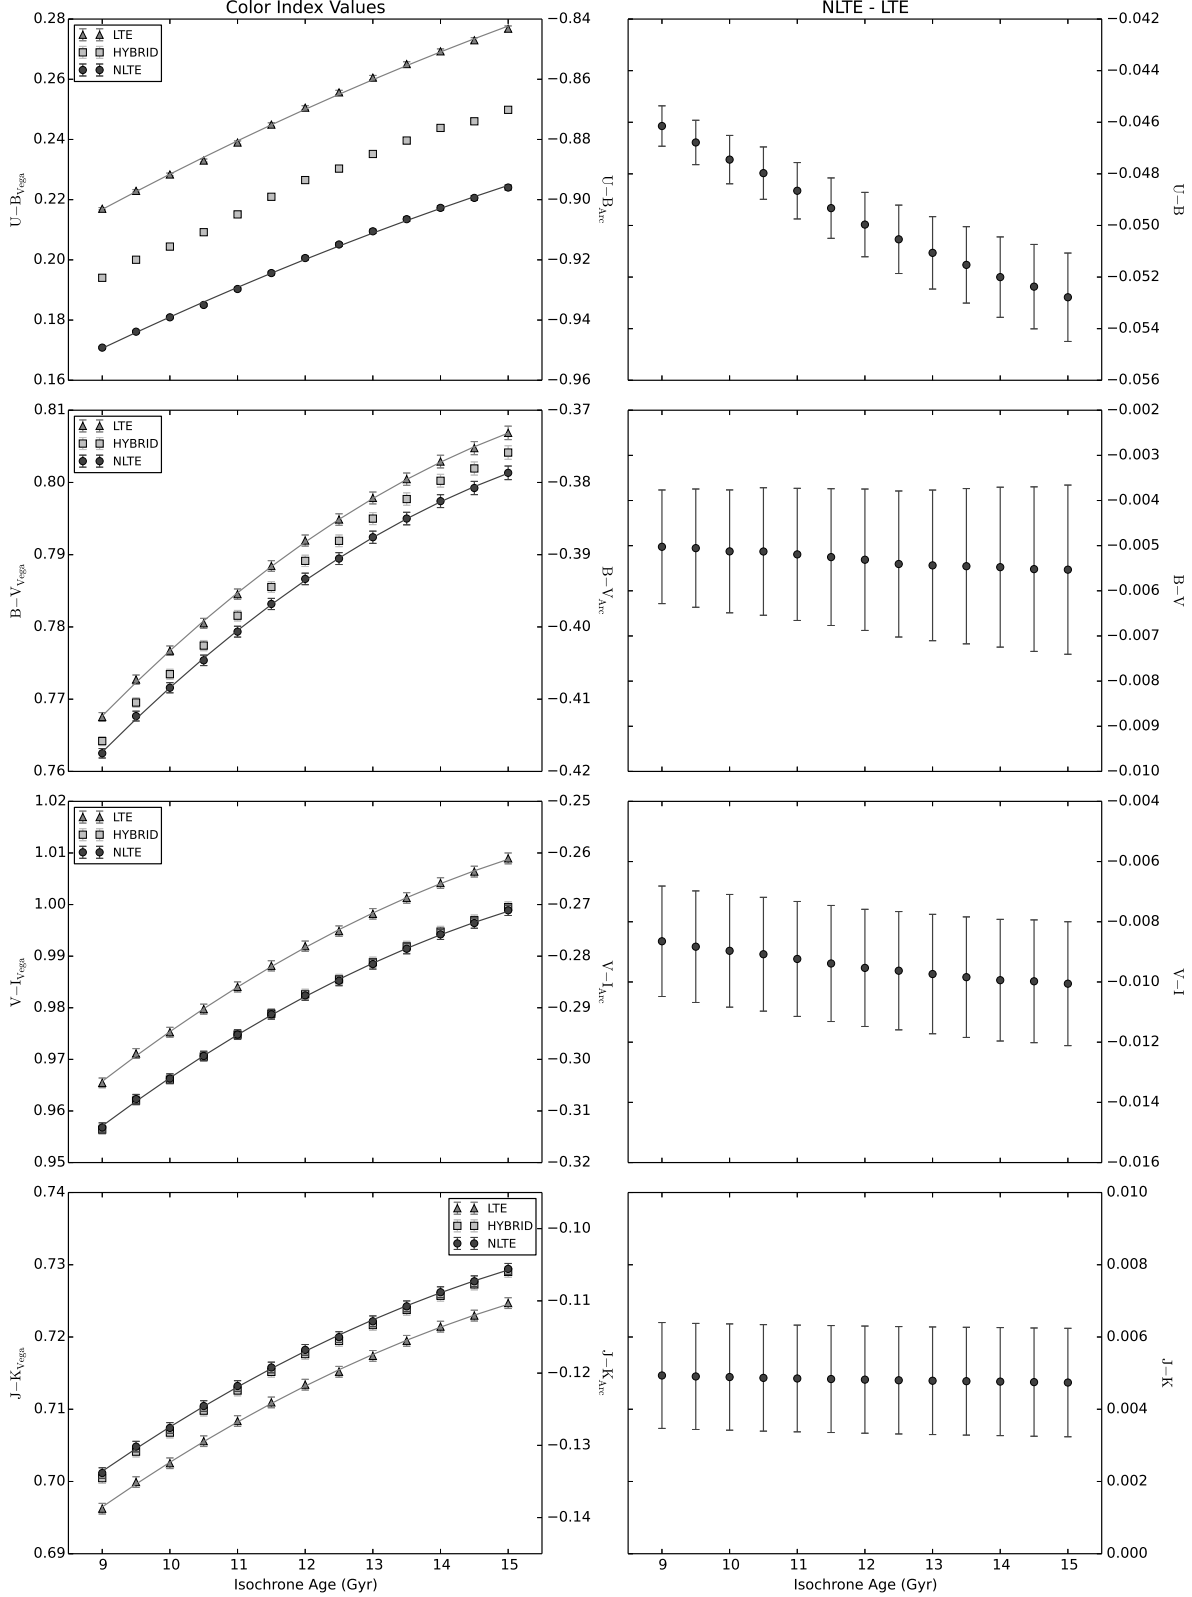 Color Index Values
NLTE - LTE
0.28
0.26
0.24
0.22
0.20
0.18
0.16
U−B_Vega
LTE
HYBRID
NLTE
−0.84
−0.86
−0.88
−0.90
−0.92
−0.94
−0.96
U−B_Arc
−0.042
−0.044
−0.046
−0.048
−0.050
−0.052
−0.054
−0.056
U−B
0.81
0.80
0.79
0.78
0.77
0.76
B−V_Vega
LTE
HYBRID
NLTE
−0.37
−0.38
−0.39
−0.40
−0.41
−0.42
B−V_Arc
−0.002
−0.003
−0.004
−0.005
−0.006
−0.007
−0.008
−0.009
−0.010
B−V
1.02
1.01
1.00
0.99
0.98
0.97
0.96
0.95
V−I_Vega
LTE
HYBRID
NLTE
−0.25
−0.26
−0.27
−0.28
−0.29
−0.30
−0.31
−0.32
V−I_Arc
−0.004
−0.006
−0.008
−0.010
−0.012
−0.014
−0.016
V−I
0.74
0.73
0.72
0.71
0.70
0.69
J−K_Vega
LTE
HYBRID
NLTE
−0.10
−0.11
−0.12
−0.13
−0.14
J−K_Arc
0.010
0.008
0.006
0.004
0.002
0.000
J−K
9 10 11 12 13 14 15
Isochrone Age (Gyr)
9 10 11 12 13 14 15
Isochrone Age (Gyr)